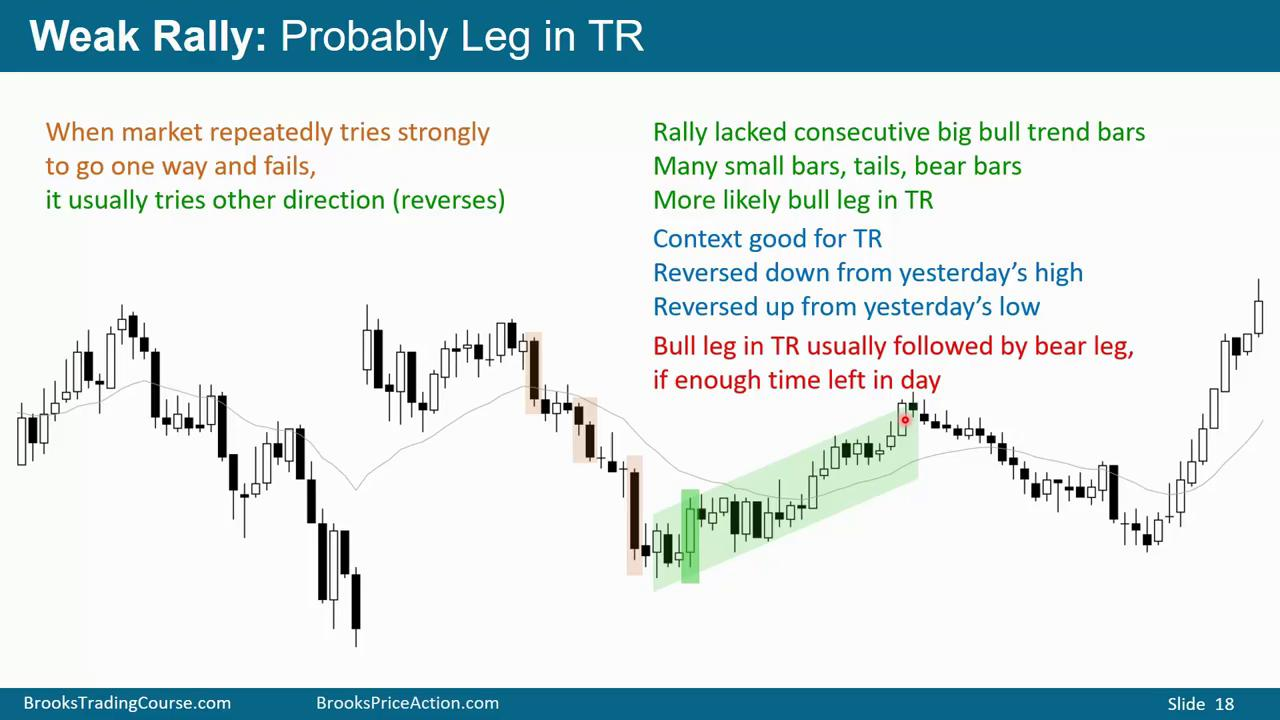 Weak Rally: Probably Leg in TR
When market repeatedly tries strongly
to go one way and fails,
it usually tries other direction (reverses)
Rally lacked consecutive big bull trend bars
Many small bars, tails, bear bars
More likely bull leg in TR
Context good for TR
Reversed down from yesterday’s high
Reversed up from yesterday’s low
Bull leg in TR usually followed by bear leg,
if enough time left in day
BrooksTradingCourse.com
BrooksPriceAction.com
Slide 18